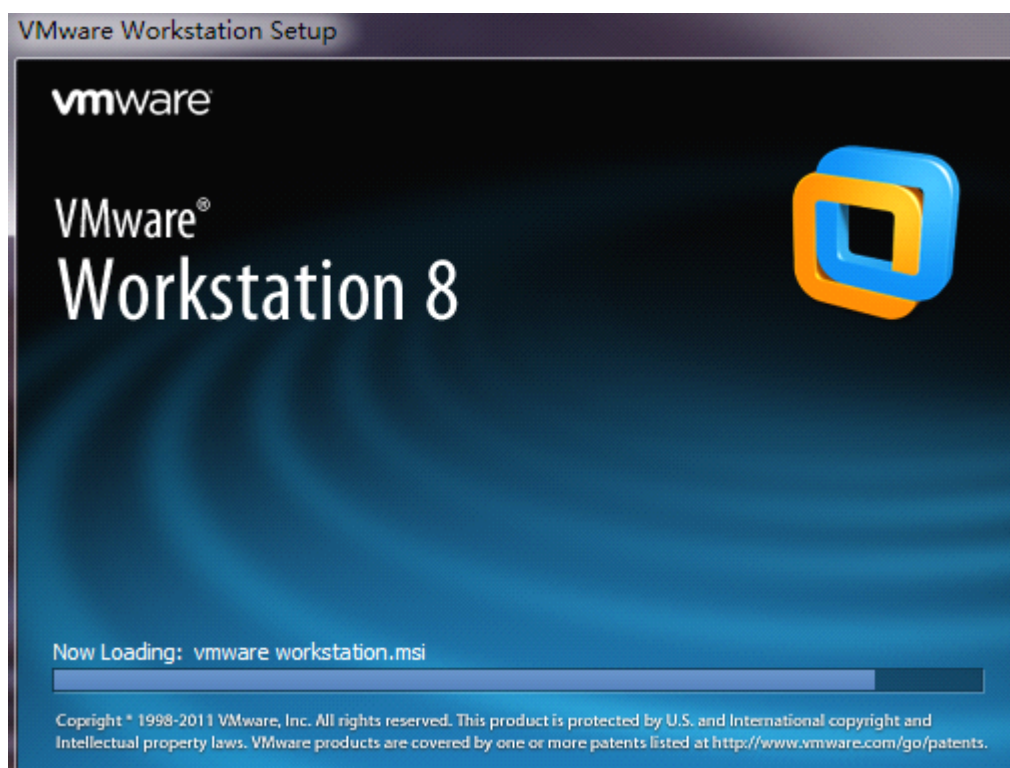 VMware Workstation Setup
vmware
VMware®
Workstation 8
Now Loading: vmware workstation.msi
Copright * 1998-2011 VMware, Inc. All rights reserved. This product is protected by U.S. and International copyright and
Intellectual property laws. VMware products are covered by one or more patents listed at http://www.vmware.com/go/patents.